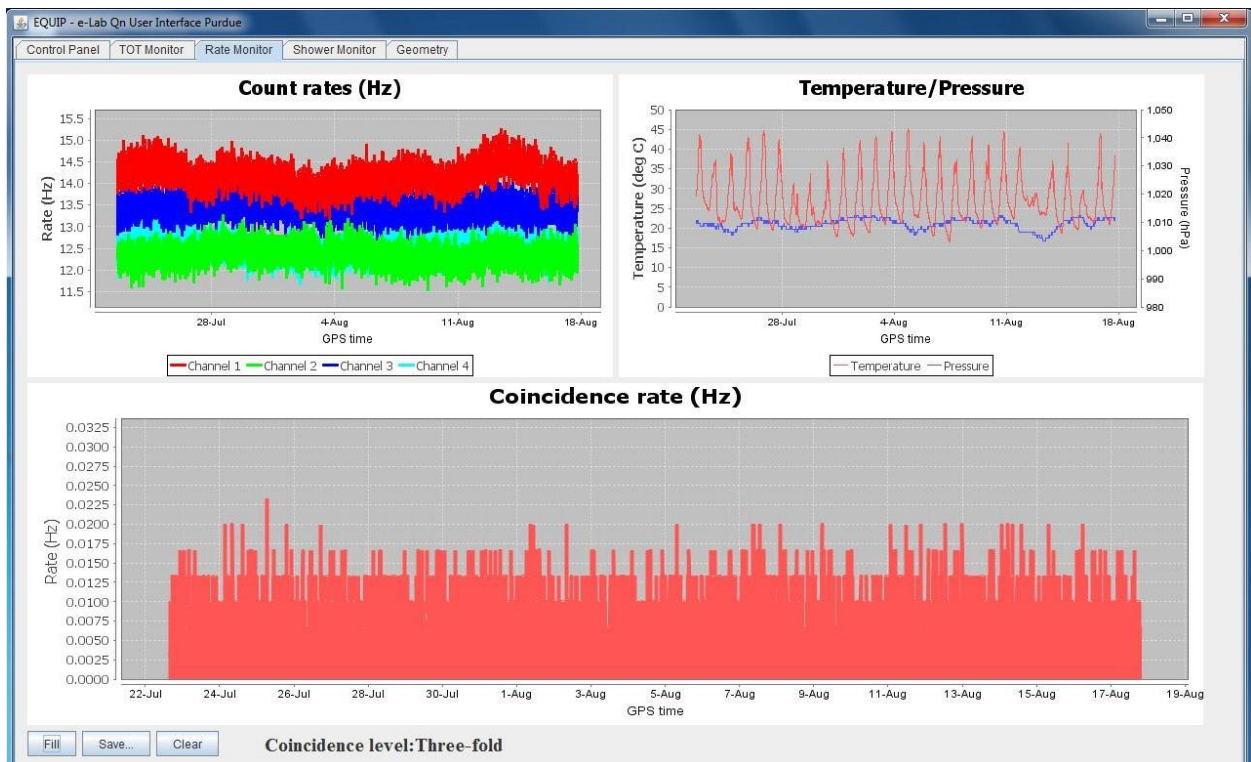 EQUIP - e-Lab Qn User Interface Purdue
Control Panel TOT Monitor Rate Monitor Shower Monitor Geometry
Count rates (Hz)
15.5
15.0
14.5
14.0
13.5
13.0
12.5
12.0
11.5
Rate (Hz)
28-Jul 4-Aug 11-Aug 18-Aug
GPS time
Channel 1 Channel 2 Channel 3 Channel 4
Temperature/Pressure
50
45
40
35
30
25
20
15
10
5
0
Temperature (deg C)
1,050
1,040
1,030
1,020
1,010
1,000
990
980
Pressure (hPa)
28-Jul 4-Aug 11-Aug 18-Aug
GPS time
Temperature Pressure
Coincidence rate (Hz)
0.0325
0.0300
0.0275
0.0250
0.0225
0.0200
0.0175
0.0150
0.0125
0.0100
0.0075
0.0050
0.0025
0.0000
Rate (Hz)
22-Jul 24-Jul 26-Jul 28-Jul 30-Jul 1-Aug 3-Aug 5-Aug 7-Aug 9-Aug 11-Aug 13-Aug 15-Aug 17-Aug 19-Aug
GPS time
Fill Save... Clear Coincidence level:Three-fold